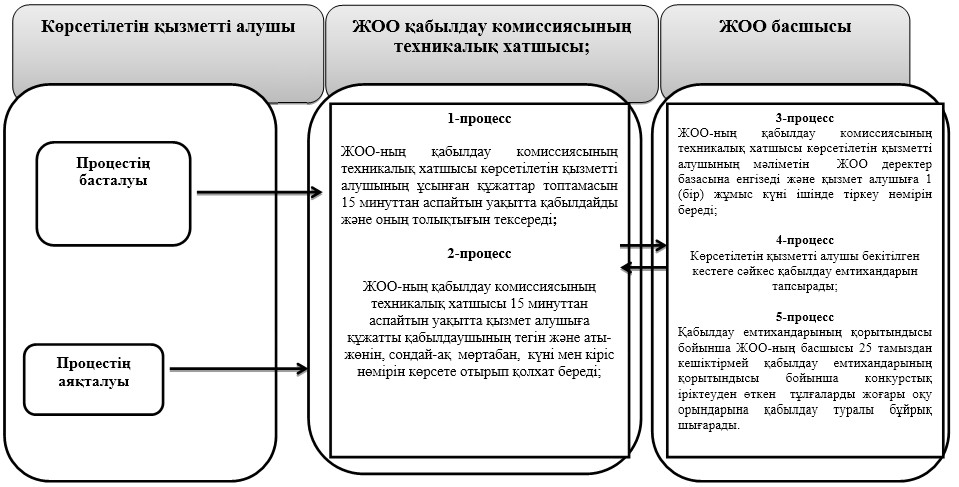 Көрсетілетін қызметті алушы
ЖОО қабылдау комиссиясының
техникалық хатшысы;
ЖОО басшысы
Процестің
басталуы
Процестің
аяқталуы
1-процесс
ЖОО-ның қабылдау комиссиясының
техникалық хатшысы көрсетілетін қызметті
алушының ұсынған құжаттар топтамасын
15 минуттан аспайтын уақытта қабылдайды
және оның толықтығын тексереді;
2-процесс
ЖОО-ның қабылдау комиссиясының
техникалық хатшысы 15 минуттан
аспайтын уақытта қызмет алушыға
құжатты қабылдаушының тегін және аты-
жөнін, сондай-ақ мөртабан, күні мен кіріс
нөмірін көрсете отырып қолхат береді;
3-процесс
ЖОО-ның қабылдау комиссиясының
техникалық хатшысы көрсетілетін қызметті
алушының мәліметін ЖОО деректер
базасына енгізеді және қызмет алушыға 1
(бір) жұмыс күні ішінде тіркеу нөмірін
береді;
4-процесс
Көрсетілетін қызметті алушы бекітілген
кестеге сәйкес қабылдау емтихандарын
тапсырады;
5-процесс
Қабылдау емтихандарының қорытындысы
бойынша ЖОО-ның басшысы 25 тамыздан
кешіктірмей қабылдау емтихандарының
қорытындысы бойынша конкурстық
іріктеуден өткен тұлғаларды жоғары оқу
орындарына қабылдау туралы бұйрық
шығарады.